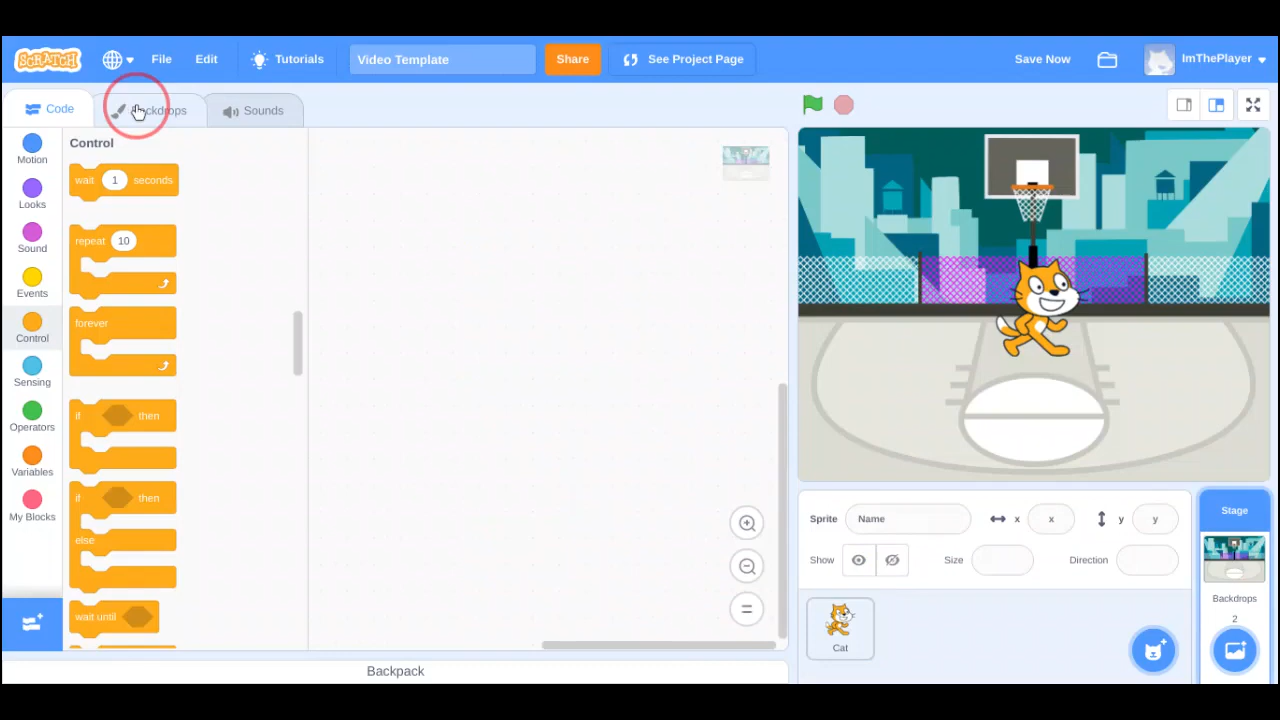 SCRATCH
File
Edit
Tutorials
Video Template
Share
See Project Page
Save Now
ImThePlayer
Code
Backdrops
Sounds
Motion
Looks
Sound
Events
Control
Sensing
Operators
Variables
My Blocks
Control
wait 1 seconds
repeat 10
forever
if then
if then
else
wait until
Backpack
Sprite Name x x y y
Show Size Direction
Cat
Stage
Backdrops
2